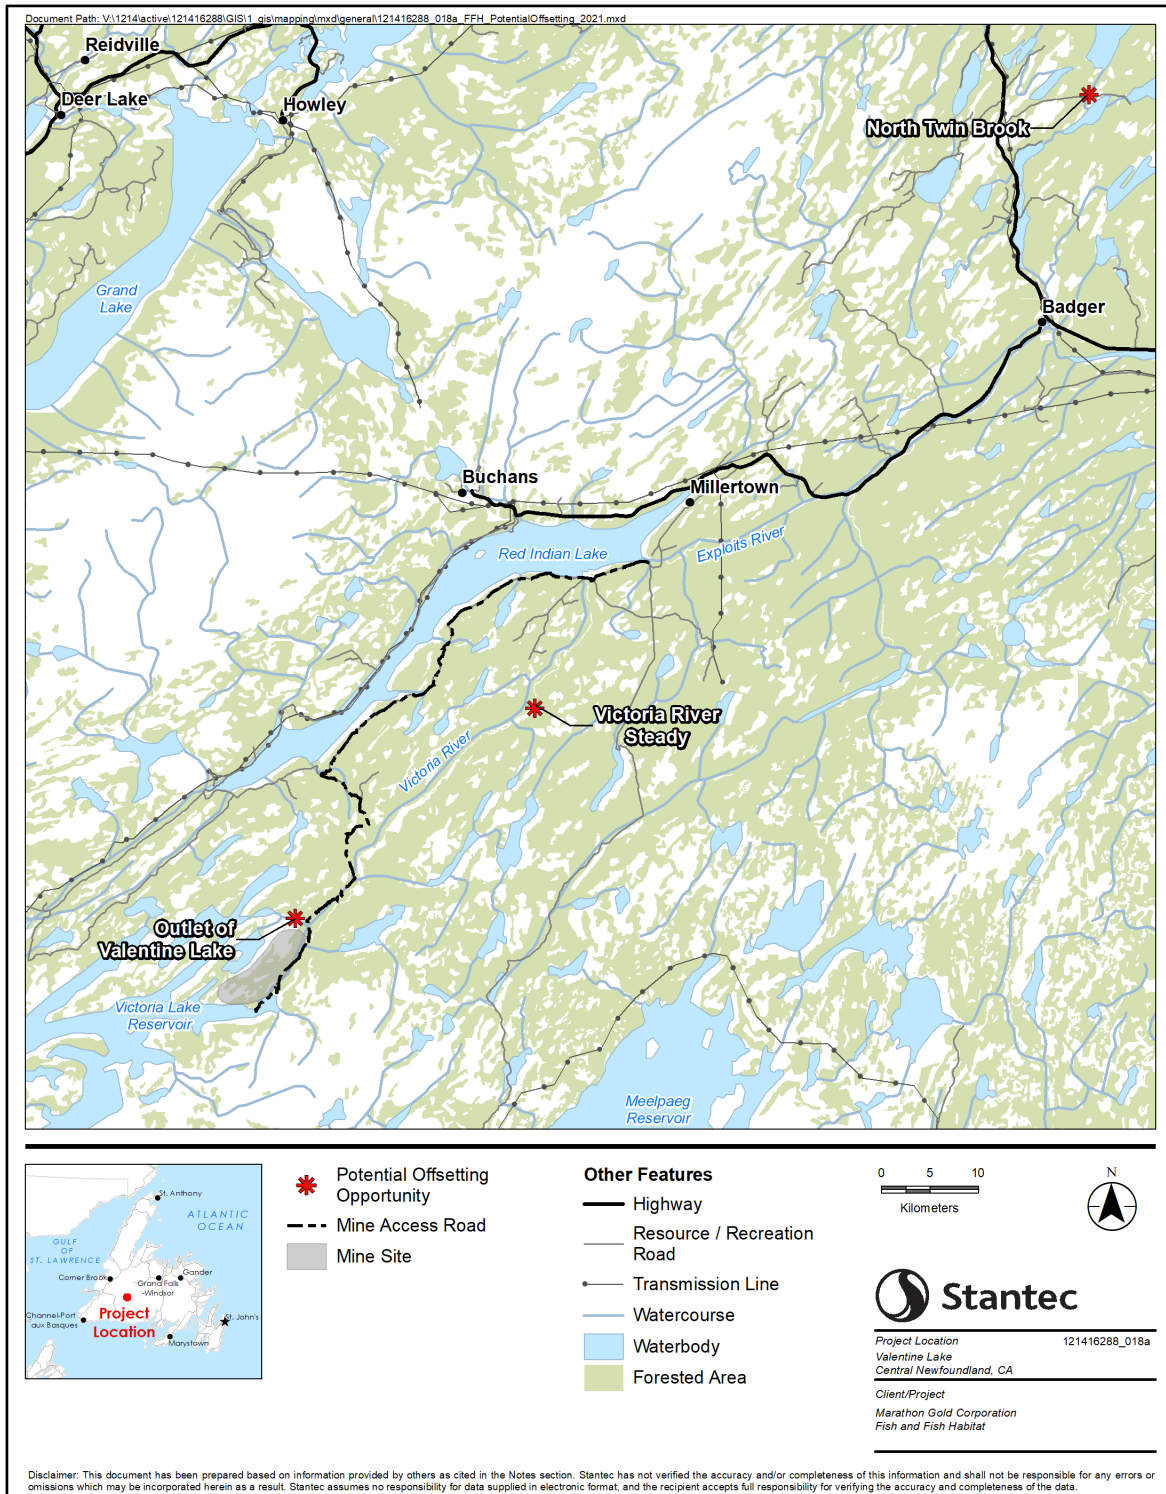 Document Path: V:\1214\active\121416288\GIS\1_gis\mapping\mxd\general\121416288_018a_FFH_PotentialOffsetting_2021.mxd
Reidville
Deer Lake
Howley
North Twin Brook
Grand
Lake
Badger
Buchans
Millertown
Red Indian Lake
Exploits River
Victoria River
Steady
Victoria River
Outlet of
Valentine Lake
Victoria Lake
Reservoir
Meelpaeg
Reservoir
St. Anthony
ATLANTIC
OCEAN
GULF
OF
ST. LAWRENCE
Corner Brook
Gander
Grand Falls
-Windsor
Project
Location
Channel-Port
aux Basques
St. John's
Marystown
Potential Offsetting
Opportunity
Mine Access Road
Mine Site
Other Features
Highway
Resource / Recreation
Road
Transmission Line
Watercourse
Waterbody
Forested Area
0 5 10
Kilometers
N
Stantec
Project Location 121416288_018a
Valentine Lake
Central Newfoundland, CA
Client/Project
Marathon Gold Corporation
Fish and Fish Habitat
Disclaimer: This document has been prepared based on information provided by others as cited in the Notes section. Stantec has not verified the accuracy and/or completeness of this information and shall not be responsible for any errors or
omissions which may be incorporated herein as a result. Stantec assumes no responsibility for data supplied in electronic format, and the recipient accepts full responsibility for verifying the accuracy and completeness of the data.